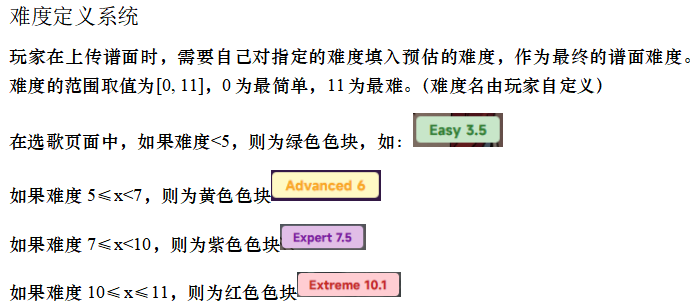 难度定义系统
玩家在上传谱面时，需要自己对指定的难度填入预估的难度，作为最终的谱面难度。
难度的范围取值为[0, 11]，0 为最简单，11 为最难。(难度名由玩家自定义)
在选歌页面中，如果难度<5，则为绿色色块，如： Easy 3.5
如果难度 5≤x<7，则为黄色色块 Advanced 6
如果难度 7≤x<10，则为紫色色块 Expert 7.5
如果难度 10≤x≤11，则为红色色块 Extreme 10.1